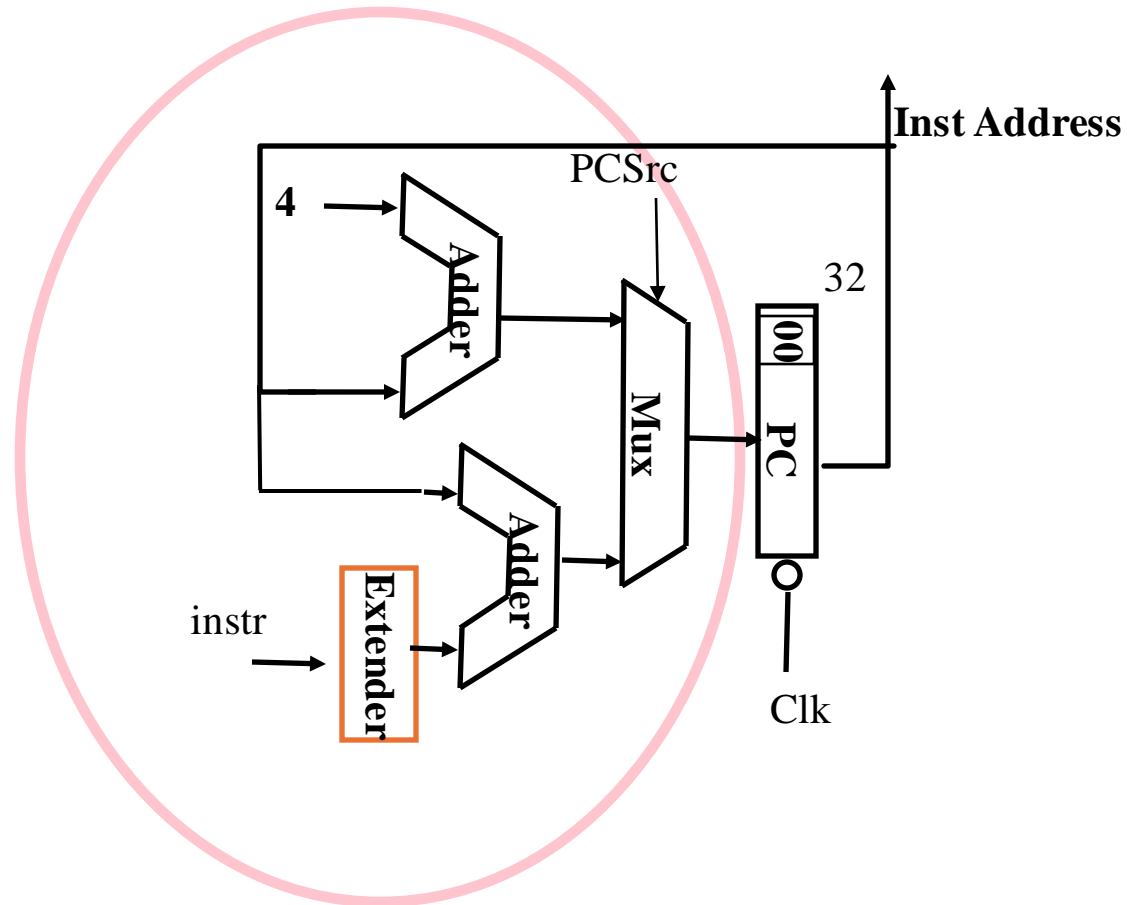 Inst Address
PCSrc
4
Adder
32
00
PC
Mux
Adder
Extender
instr
Clk